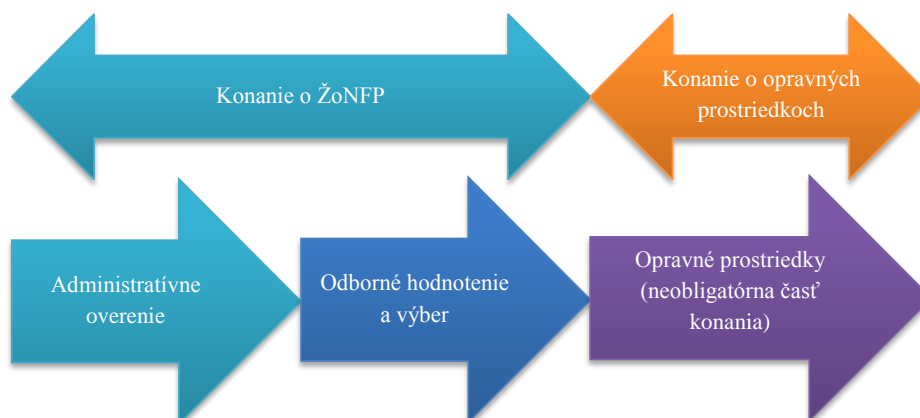 Konanie o ŽoNFP
Konanie o opravných
prostriedkoch
Administratívne
overenie
Odborné hodnotenie
a výber
Opravné prostriedky
(neobligatórna časť
konania)